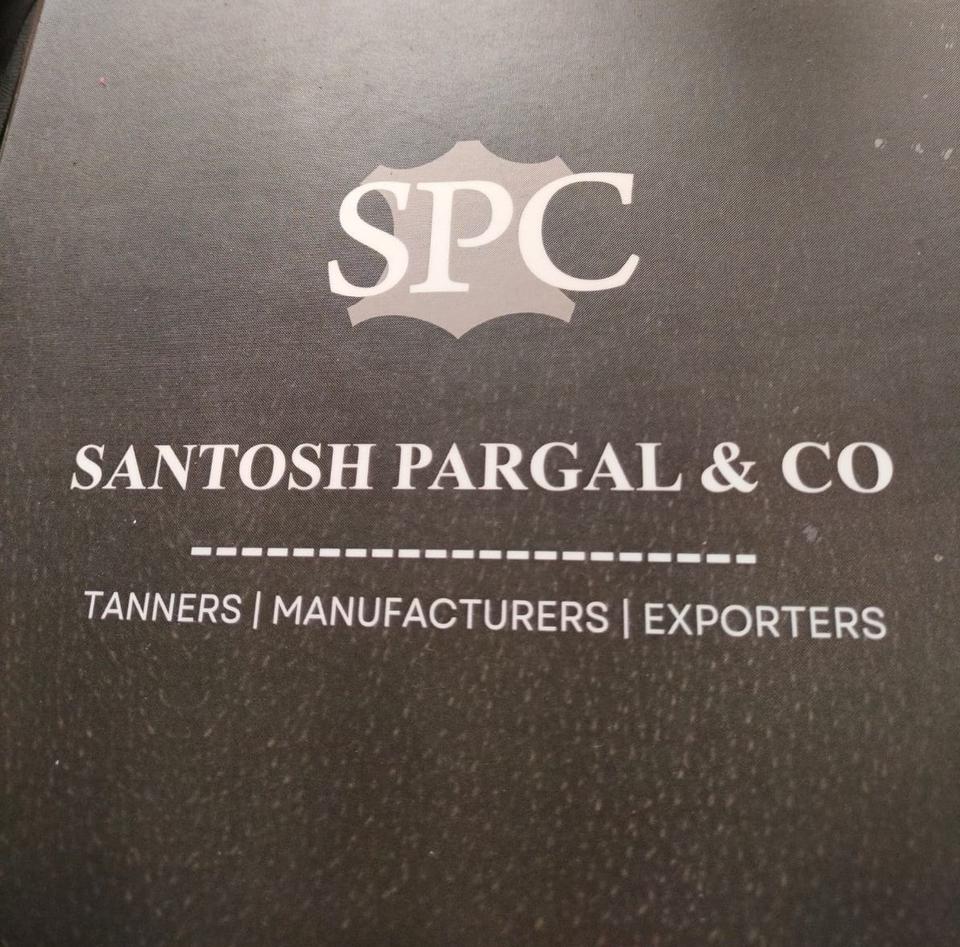 SPC
SANTOSH PARGAL & CO
TANNERS | MANUFACTURERS | EXPORTERS